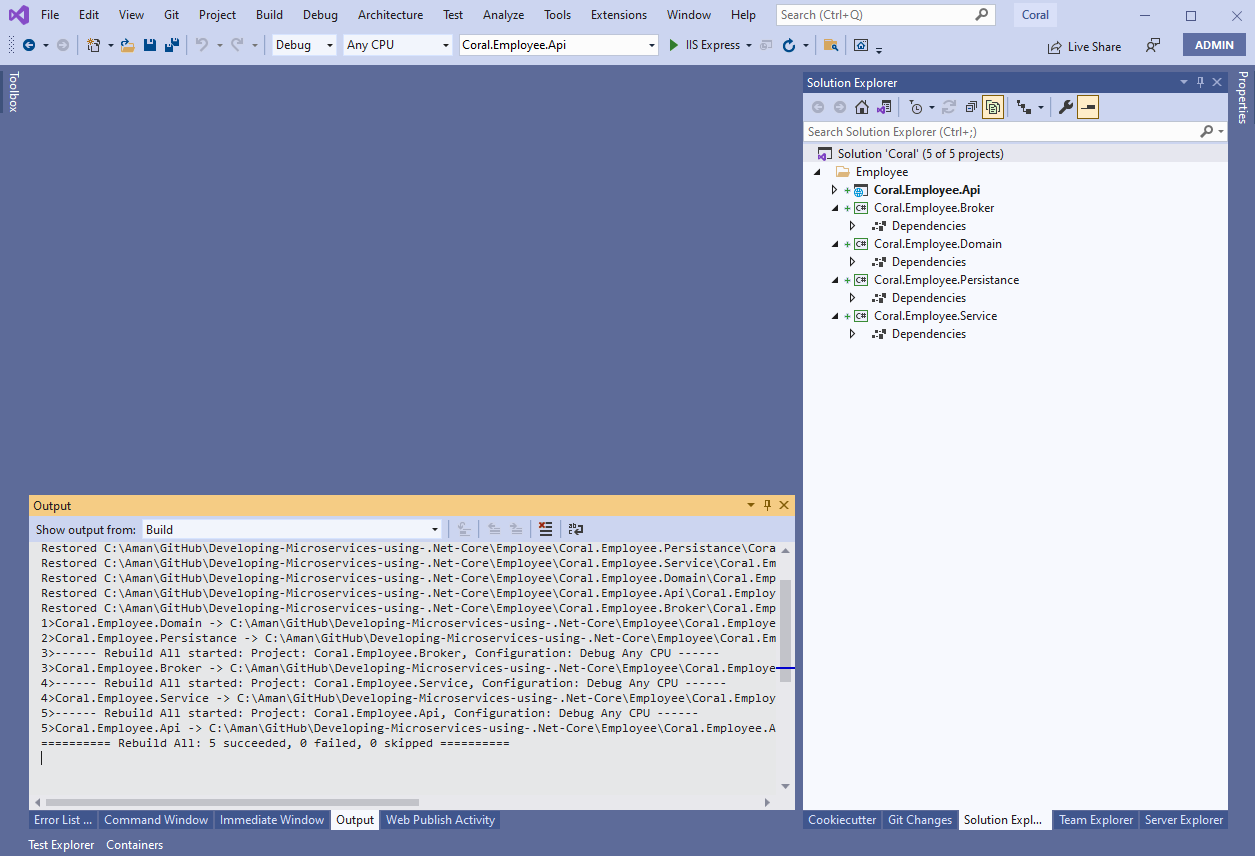 File Edit View Git Project Build Debug Architecture Test Analyze Tools Extensions Window Help Search (Ctrl+Q) Coral
Debug Any CPU Coral.Employee.Api IIS Express Live Share ADMIN
Toolbox
Solution Explorer
Properties
Search Solution Explorer (Ctrl+;)
Solution 'Coral' (5 of 5 projects)
Employee
Coral.Employee.Api
Coral.Employee.Broker
Dependencies
Coral.Employee.Domain
Dependencies
Coral.Employee.Persistance
Dependencies
Coral.Employee.Service
Dependencies
Output
Show output from: Build
Restored C:\Aman\GitHub\Developing-Microservices-using-.Net-Core\Employee\Coral.Employee.Persistance\Cora
Restored C:\Aman\GitHub\Developing-Microservices-using-.Net-Core\Employee\Coral.Employee.Service\Coral.Em
Restored C:\Aman\GitHub\Developing-Microservices-using-.Net-Core\Employee\Coral.Employee.Domain\Coral.Emp
Restored C:\Aman\GitHub\Developing-Microservices-using-.Net-Core\Employee\Coral.Employee.Api\Coral.Employ
Restored C:\Aman\GitHub\Developing-Microservices-using-.Net-Core\Employee\Coral.Employee.Broker\Coral.Emp
1>Coral.Employee.Domain -> C:\Aman\GitHub\Developing-Microservices-using-.Net-Core\Employee\Coral.Employe
2>Coral.Employee.Persistance -> C:\Aman\GitHub\Developing-Microservices-using-.Net-Core\Employee\Coral.Em
3>------ Rebuild All started: Project: Coral.Employee.Broker, Configuration: Debug Any CPU ------
3>Coral.Employee.Broker -> C:\Aman\GitHub\Developing-Microservices-using-.Net-Core\Employee\Coral.Employe
4>------ Rebuild All started: Project: Coral.Employee.Service, Configuration: Debug Any CPU ------
4>Coral.Employee.Service -> C:\Aman\GitHub\Developing-Microservices-using-.Net-Core\Employee\Coral.Employ
5>------ Rebuild All started: Project: Coral.Employee.Api, Configuration: Debug Any CPU ------
5>Coral.Employee.Api -> C:\Aman\GitHub\Developing-Microservices-using-.Net-Core\Employee\Coral.Employee.A
========== Rebuild All: 5 succeeded, 0 failed, 0 skipped ==========
Error List ... Command Window Immediate Window Output Web Publish Activity
Cookiecutter Git Changes Solution Expl... Team Explorer Server Explorer
Test Explorer Containers